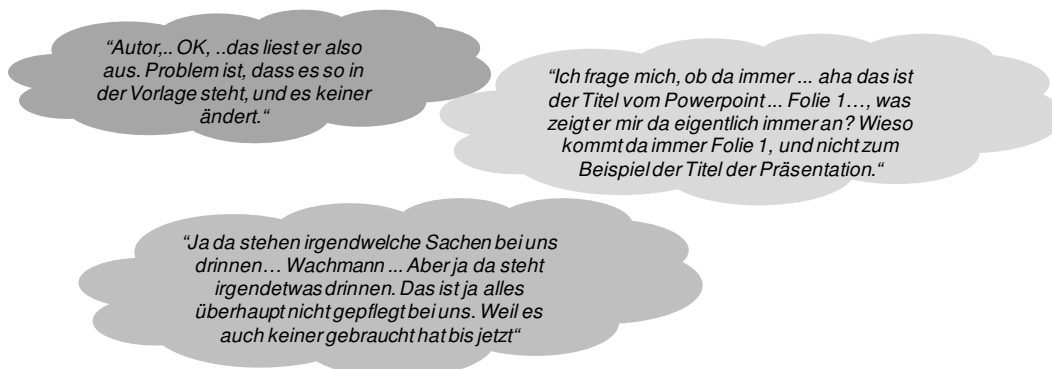 “Autor,.. OK, ..das liest er also
aus. Problem ist, dass es so in
der Vorlage steht, und es keiner
ändert.“
“Ich frage mich, ob da immer ... aha das ist
der Titel vom Powerpoint ... Folie 1…, was
zeigt er mir da eigentlich immer an? Wieso
kommt da immer Folie 1, und nicht zum
Beispiel der Titel der Präsentation.“
“Ja da stehen irgendwelche Sachen bei uns
drinnen… Wachmann ... Aber ja da steht
irgendetwas drinnen. Das ist ja alles
überhaupt nicht gepflegt bei uns. Weil es
auch keiner gebraucht hat bis jetzt“